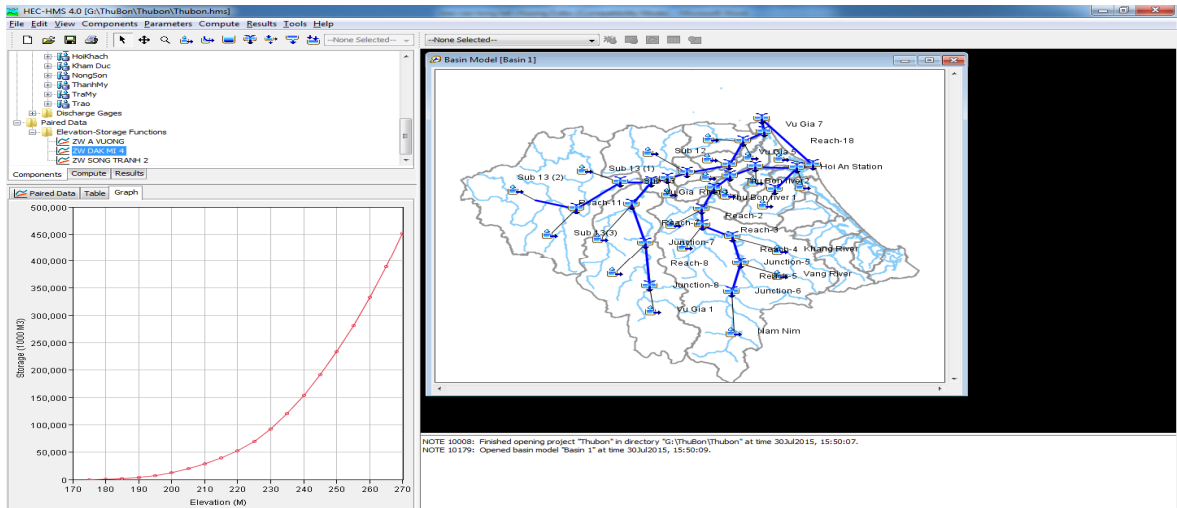 HEC-HMS 4.0 [G:\ThuBon\Thubon\Thubon.hms]
File Edit View Components Parameters Compute Results Tools Help
--None Selected--
--None Selected--
HoiKhach
Kham Duc
NongSon
ThanhMy
TraMy
Trao
Discharge Gages
Paired Data
Elevation-Storage Functions
ZW A VUONG
ZW DAK MI 4
ZW SONG TRANH 2
Components Compute Results
Paired Data Table Graph
500,000
450,000
400,000
350,000
300,000
250,000
200,000
150,000
100,000
50,000
0
Storage (1000 M3)
170 180 190 200 210 220 230 240 250 260 270
Elevation (M)
Basin Model [Basin 1]
Vu Gia 7
Reach-18
Sub 12
Vu Gia 5
Hoi An Station
Sub 13 (1)
Sub 13 (2)
Vu Gia
Thu Bon river 1
Reach-11
Reach-2
Reach-3
Sub 13(3)
Junction-7
Reach-4
Khang River
Reach-8
Junction-5
Reach-5
Vang River
Junction-8
Junction-6
Vu Gia 1
Nam Nim
NOTE 10008: Finished opening project "Thubon" in directory "G:\ThuBon\Thubon" at time 30Jul2015, 15:50:07.
NOTE 10179: Opened basin model "Basin 1" at time 30Jul2015, 15:50:09.